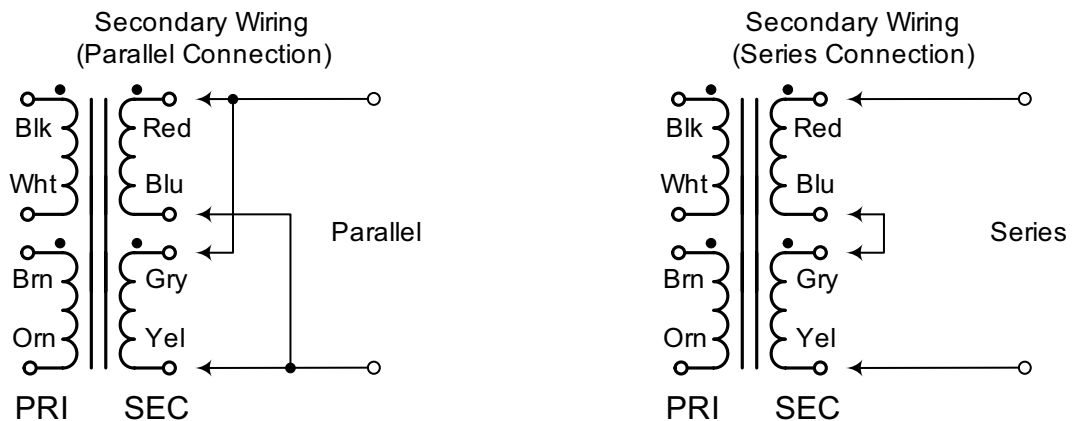 Secondary Wiring
(Parallel Connection)
Blk
Red
Wht
Blu
Parallel
Brn
Gry
Orn
Yel
PRI
SEC
Secondary Wiring
(Series Connection)
Blk
Red
Wht
Blu
Series
Brn
Gry
Orn
Yel
PRI
SEC